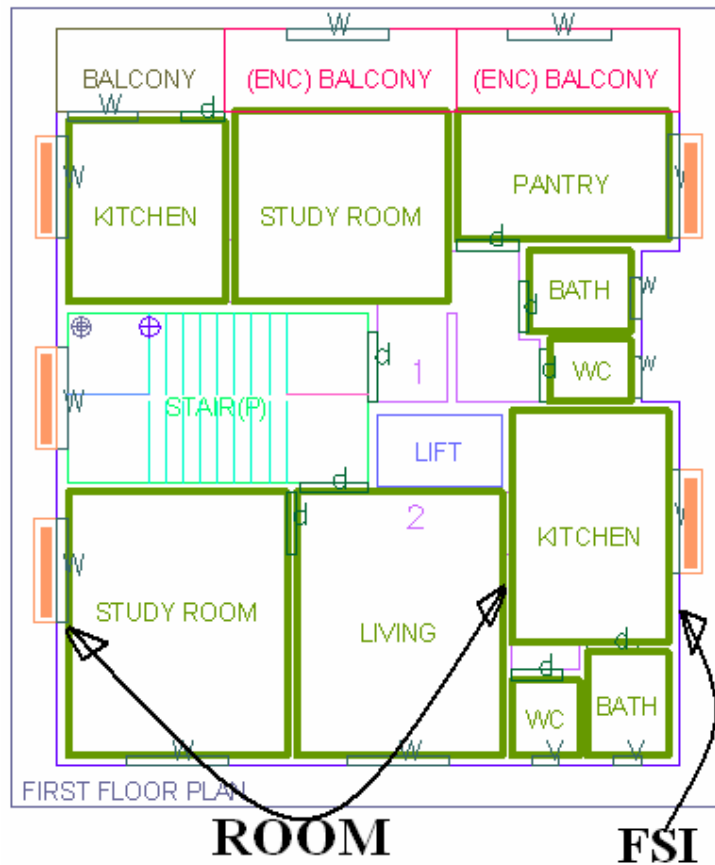 W W
BALCONY (ENC) BALCONY (ENC) BALCONY
W d
W
KITCHEN STUDY ROOM PANTRY
d
BATH W
d
W d 1 d WC W
STAIR(P)
LIFT
d
2
W d
KITCHEN
STUDY ROOM LIVING
d d
WC BATH
W W
FIRST FLOOR PLAN
ROOM FSI